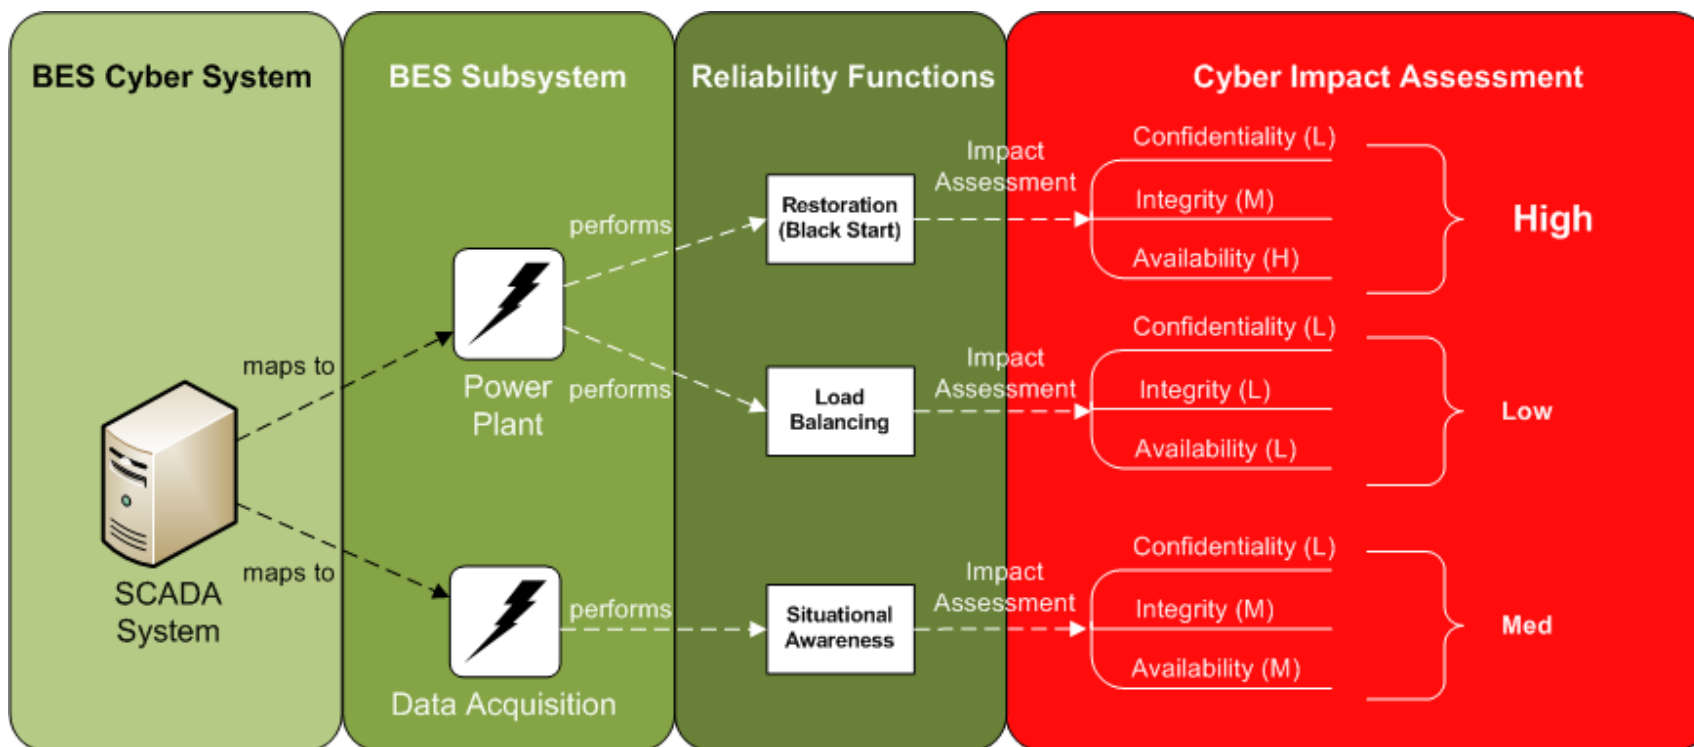 BES Cyber System
BES Subsystem
Reliability Functions
Cyber Impact Assessment
maps to
maps to
SCADA
System
Power
Plant
Data Acquisition
performs
performs
performs
Restoration
(Black Start)
Load
Balancing
Situational
Awareness
Impact
Assessment
Confidentiality (L)
Integrity (M)
Availability (H)
High
Impact
Assessment
Confidentiality (L)
Integrity (L)
Availability (L)
Low
Impact
Assessment
Confidentiality (L)
Integrity (M)
Availability (M)
Med